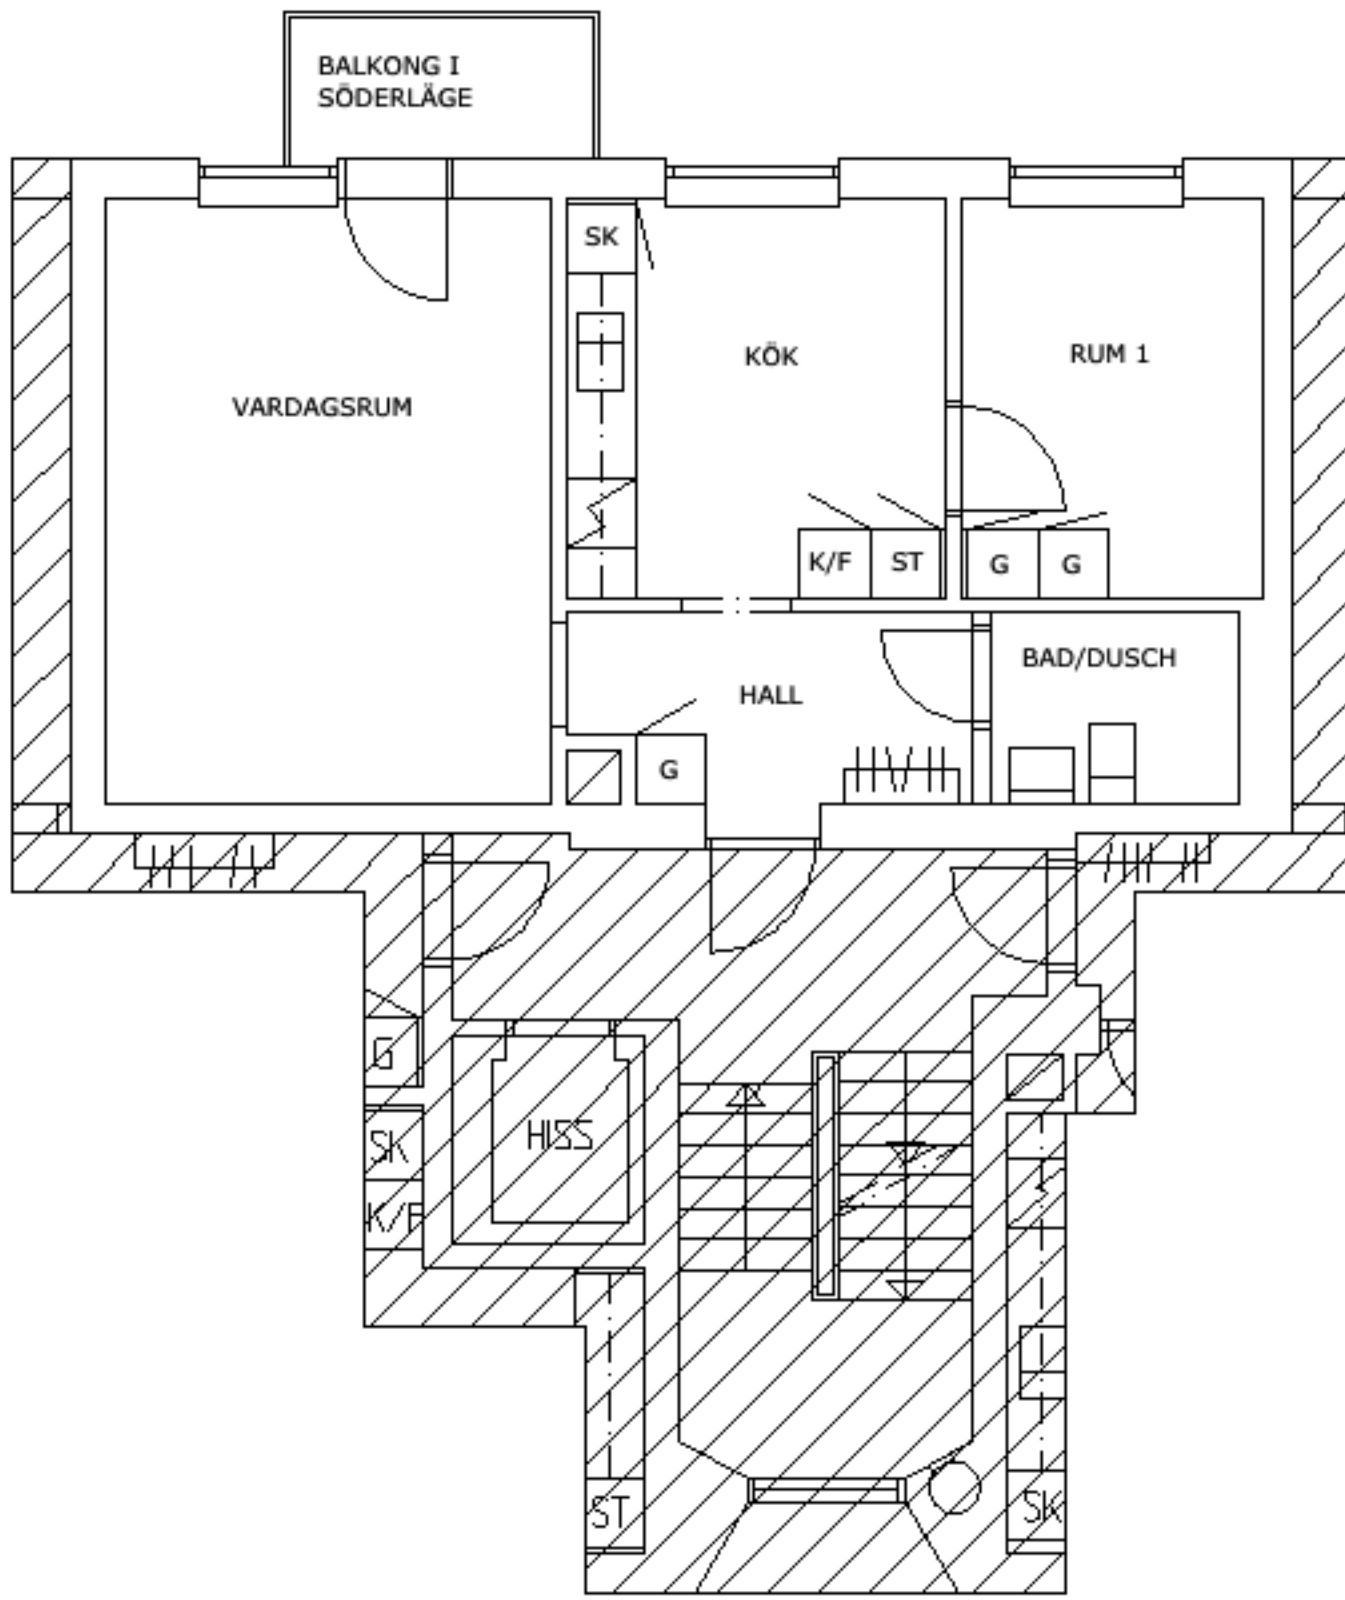 BALKONG I
SÖDERLÄGE
SK
KÖK
RUM 1
VARDAGSRUM
K/F
ST
G
G
BAD/DUSCH
HALL
G
G
HISS
SK
K/F
ST
SK